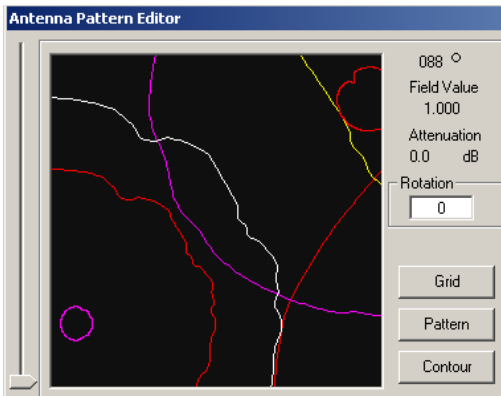 Antenna Pattern Editor
088 °
Field Value
1.000
Attenuation
0.0 dB
Rotation
0
Grid
Pattern
Contour